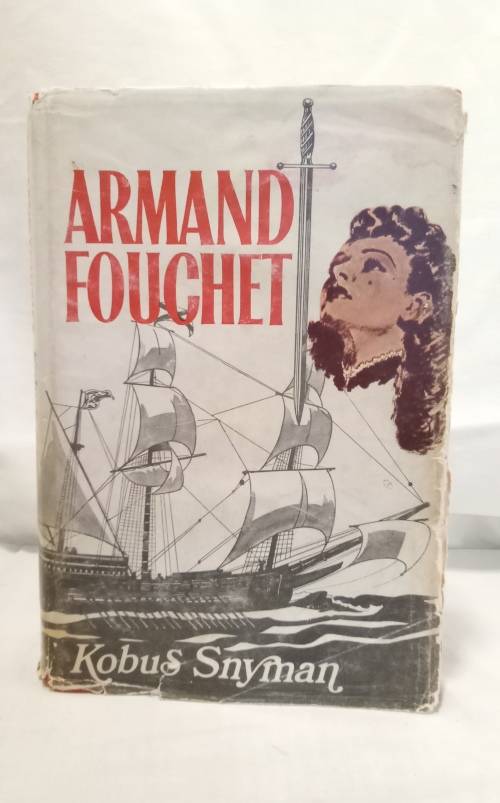 ARMAND
FOUCHET
Kobus Snyman